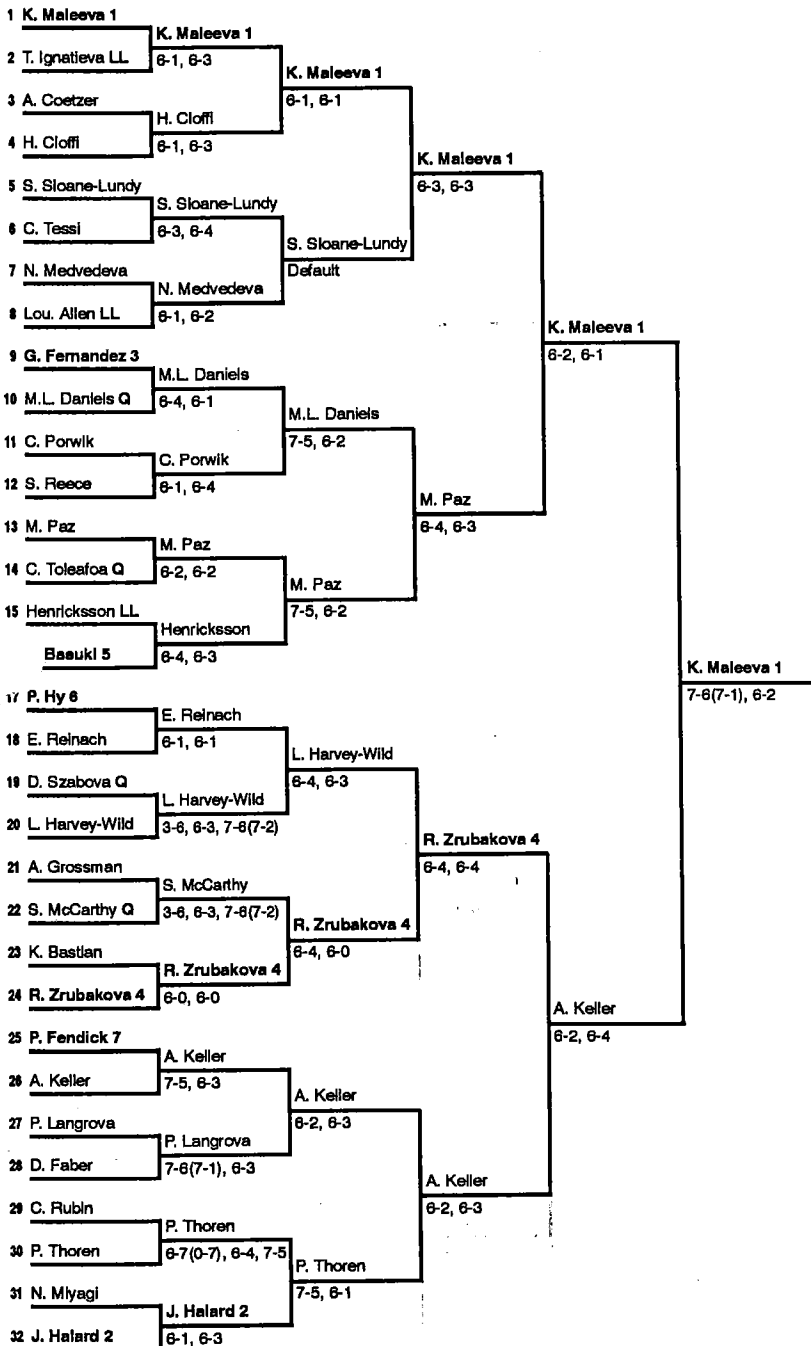 1 K. Maleeva 1
2 T. Ignatieva LL
3 A. Coetzer
4 H. Cioffi
5 S. Sloane-Lundy
6 C. Tessi
7 N. Medvedeva
8 Lou. Allen LL
9 G. Fernandez 3
10 M.L. Daniels Q
11 C. Porwik
12 S. Reece
13 M. Paz
14 C. Toleafoa Q
15 Henricksson LL
Basuki 5
17 P. Hy 6
18 E. Reinach
19 D. Szabova Q
20 L. Harvey-Wild
21 A. Grossman
22 S. McCarthy Q
23 K. Bastian
24 R. Zrubakova 4
25 P. Fendick 7
26 A. Keller
27 P. Langrova
28 D. Faber
29 C. Rubin
30 P. Thoren
31 N. Miyagi
32 J. Halard 2
K. Maleeva 1
6-1, 6-3
H. Cioffi
6-1, 6-3
S. Sloane-Lundy
6-3, 6-4
N. Medvedeva
6-1, 6-2
M.L. Daniels
6-4, 6-1
C. Porwik
6-1, 6-4
M. Paz
6-2, 6-2
Henricksson
6-4, 6-3
E. Reinach
6-1, 6-1
L. Harvey-Wild
3-6, 6-3, 7-6(7-2)
S. McCarthy
3-6, 6-3, 7-6(7-2)
R. Zrubakova 4
6-0, 6-0
A. Keller
7-5, 6-3
P. Langrova
7-6(7-1), 6-3
P. Thoren
6-7(0-7), 6-4, 7-5
J. Halard 2
6-1, 6-3
K. Maleeva 1
6-1, 6-1
S. Sloane-Lundy
Default
M.L. Daniels
7-5, 6-2
M. Paz
7-5, 6-2
L. Harvey-Wild
6-4, 6-3
R. Zrubakova 4
6-4, 6-0
A. Keller
6-2, 6-3
P. Thoren
7-5, 6-1
K. Maleeva 1
6-3, 6-3
M. Paz
6-4, 6-3
R. Zrubakova 4
6-4, 6-4
A. Keller
6-2, 6-3
K. Maleeva 1
6-2, 6-1
A. Keller
6-2, 6-4
K. Maleeva 1
7-6(7-1), 6-2